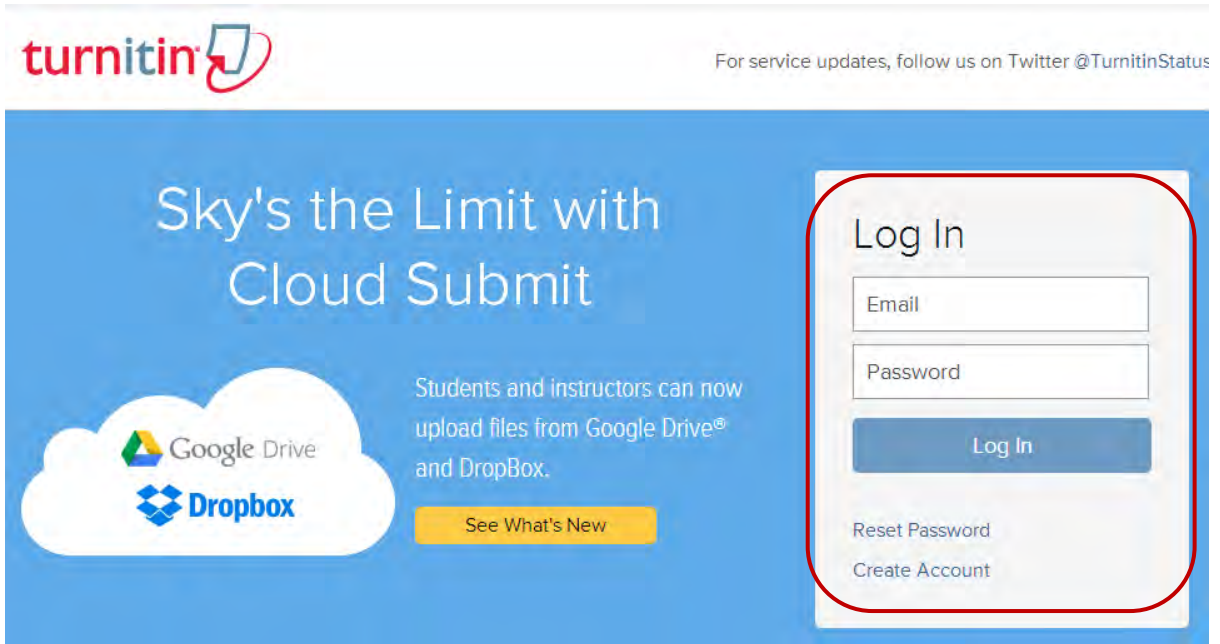 turnitin
For service updates, follow us on Twitter @TurnitinStatus
Sky's the Limit with
Cloud Submit
Google Drive
Dropbox
Students and instructors can now
upload files from Google Drive®
and DropBox.
See What's New
Log In
Email
Password
Log In
Reset Password
Create Account